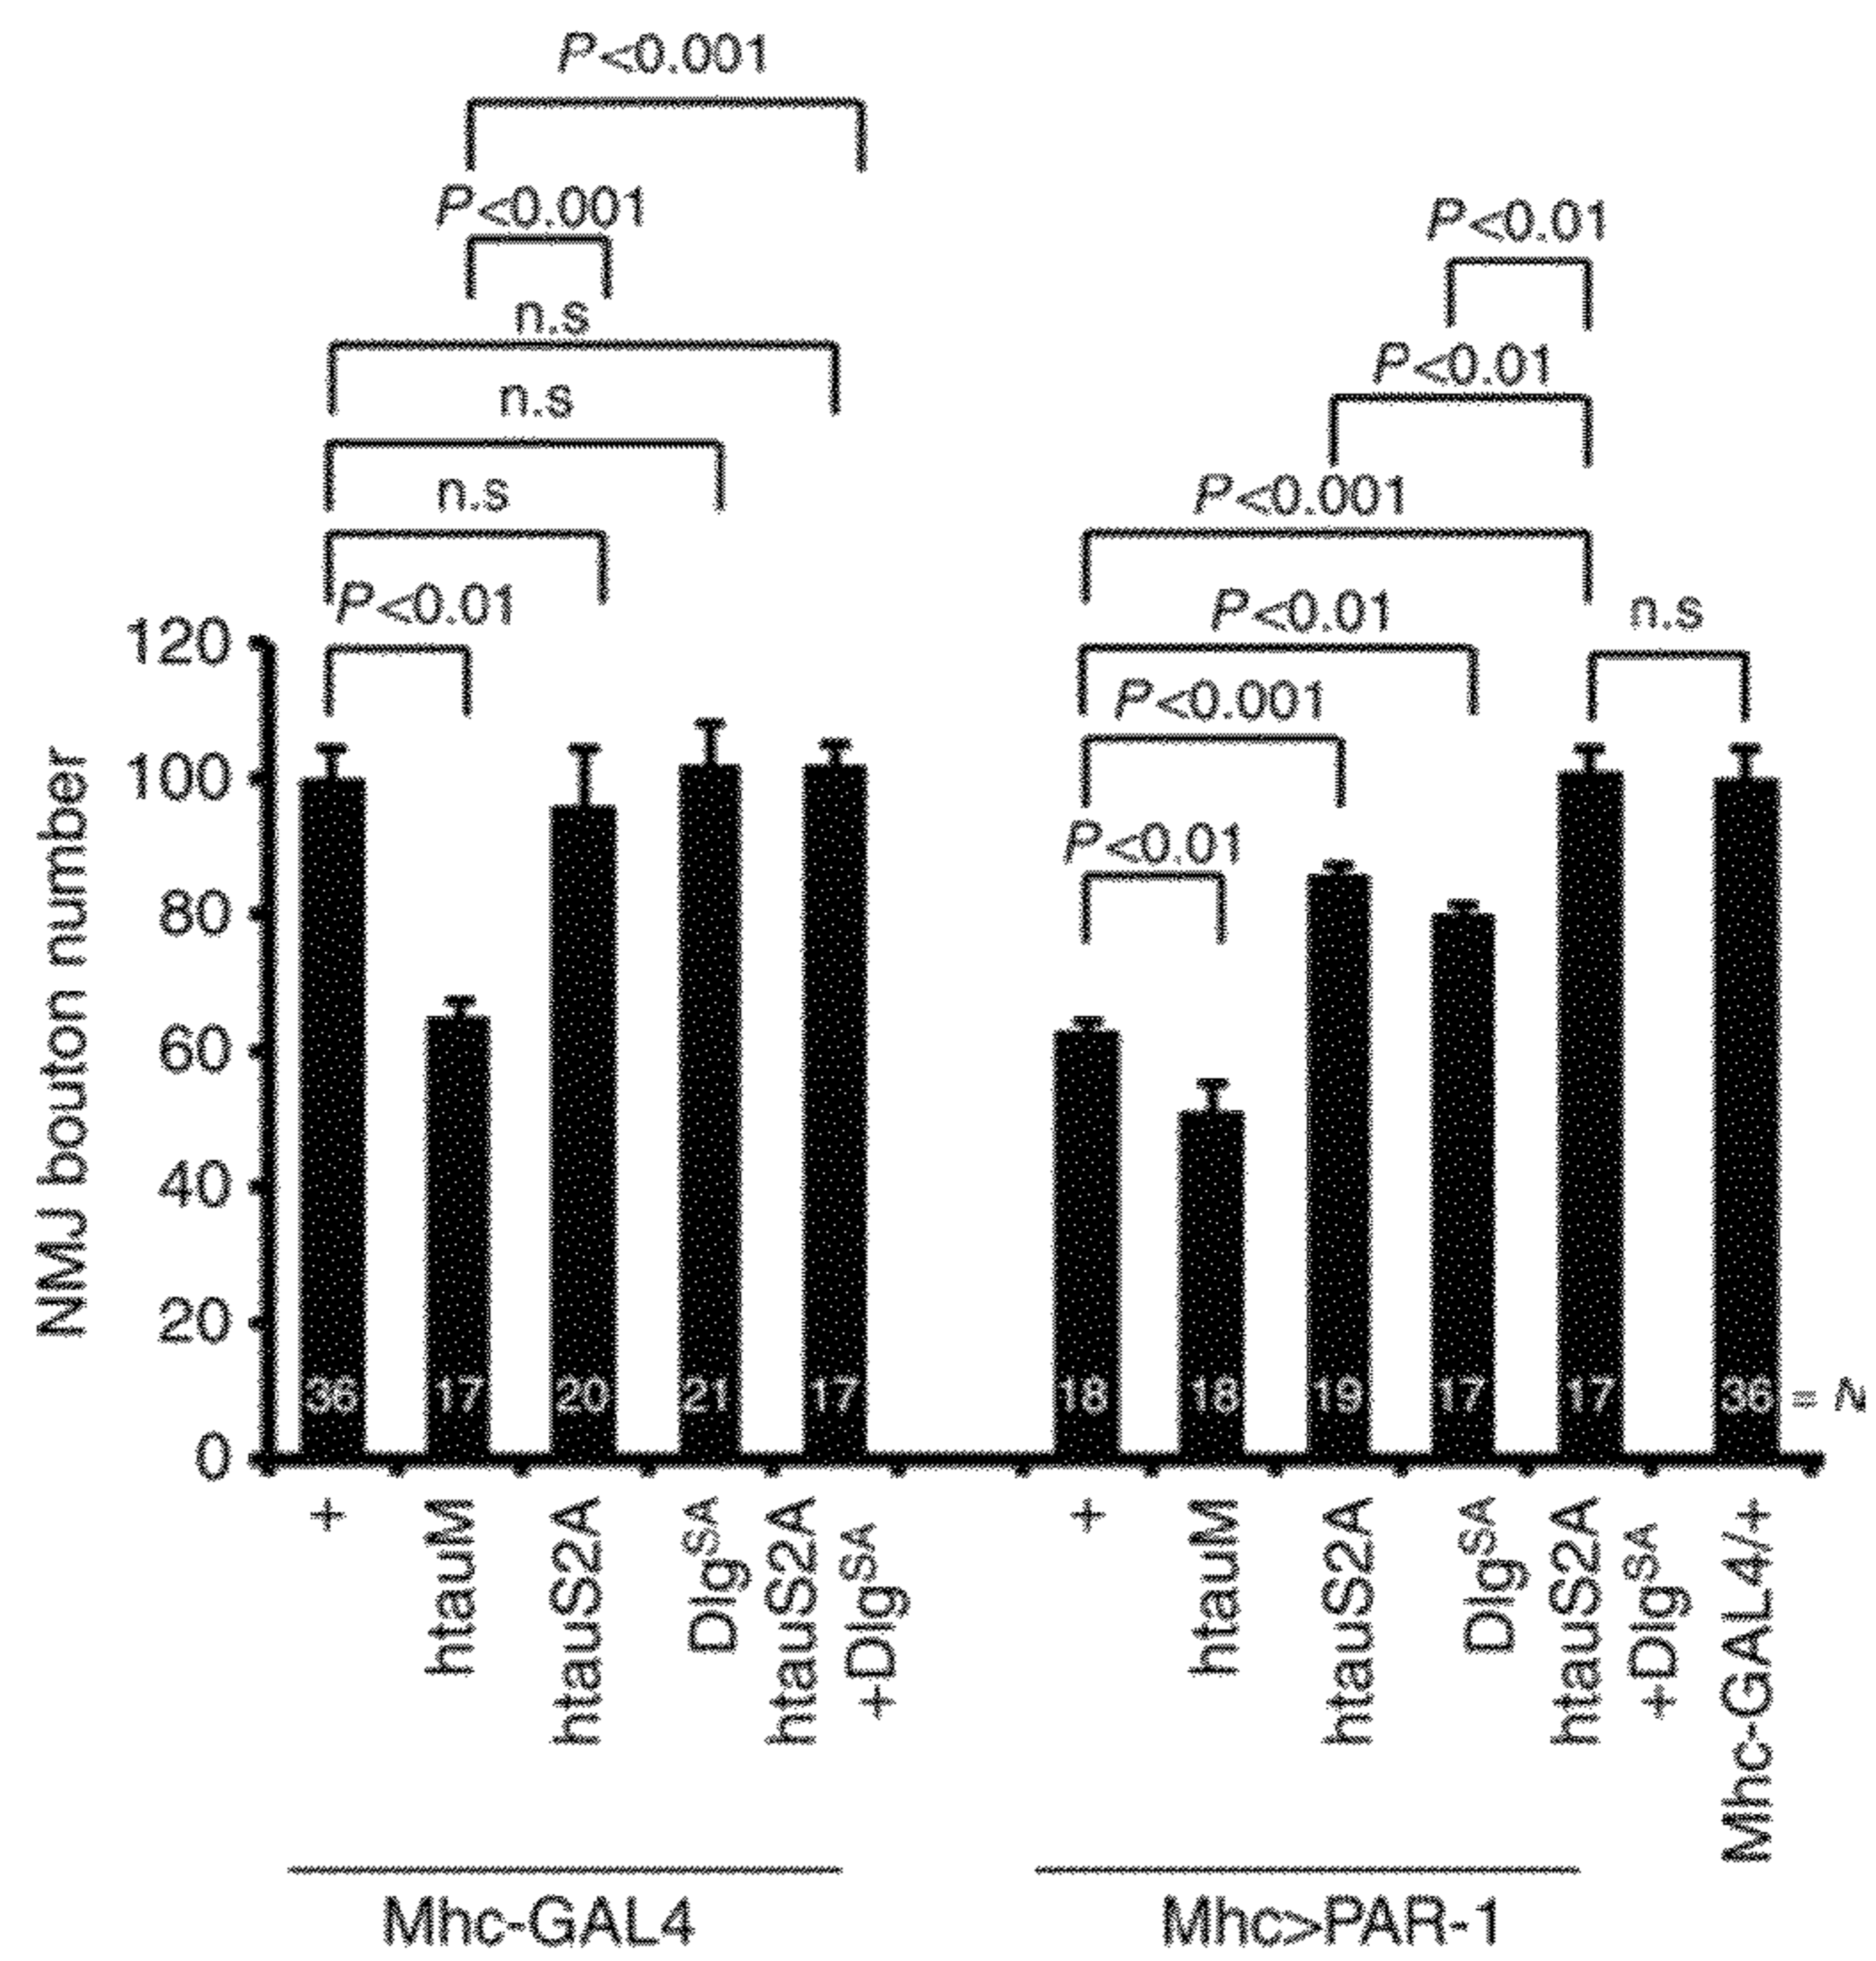 P<0.001
P<0.001
n.s
n.s
n.s
P<0.01
P<0.01
P<0.01
P<0.001
P<0.01
P<0.001
P<0.01
n.s
NMJ bouton number
120
100
80
60
40
20
0
36 17 20 21 17 18 18 19 17 17 36 = N
+
htauM
htauS2A
Dlg^SA
htauS2A
+Dlg^SA
+
htauM
htauS2A
Dlg^SA
htauS2A
+Dlg^SA
Mhc-GAL4/+
Mhc-GAL4
Mhc>PAR-1